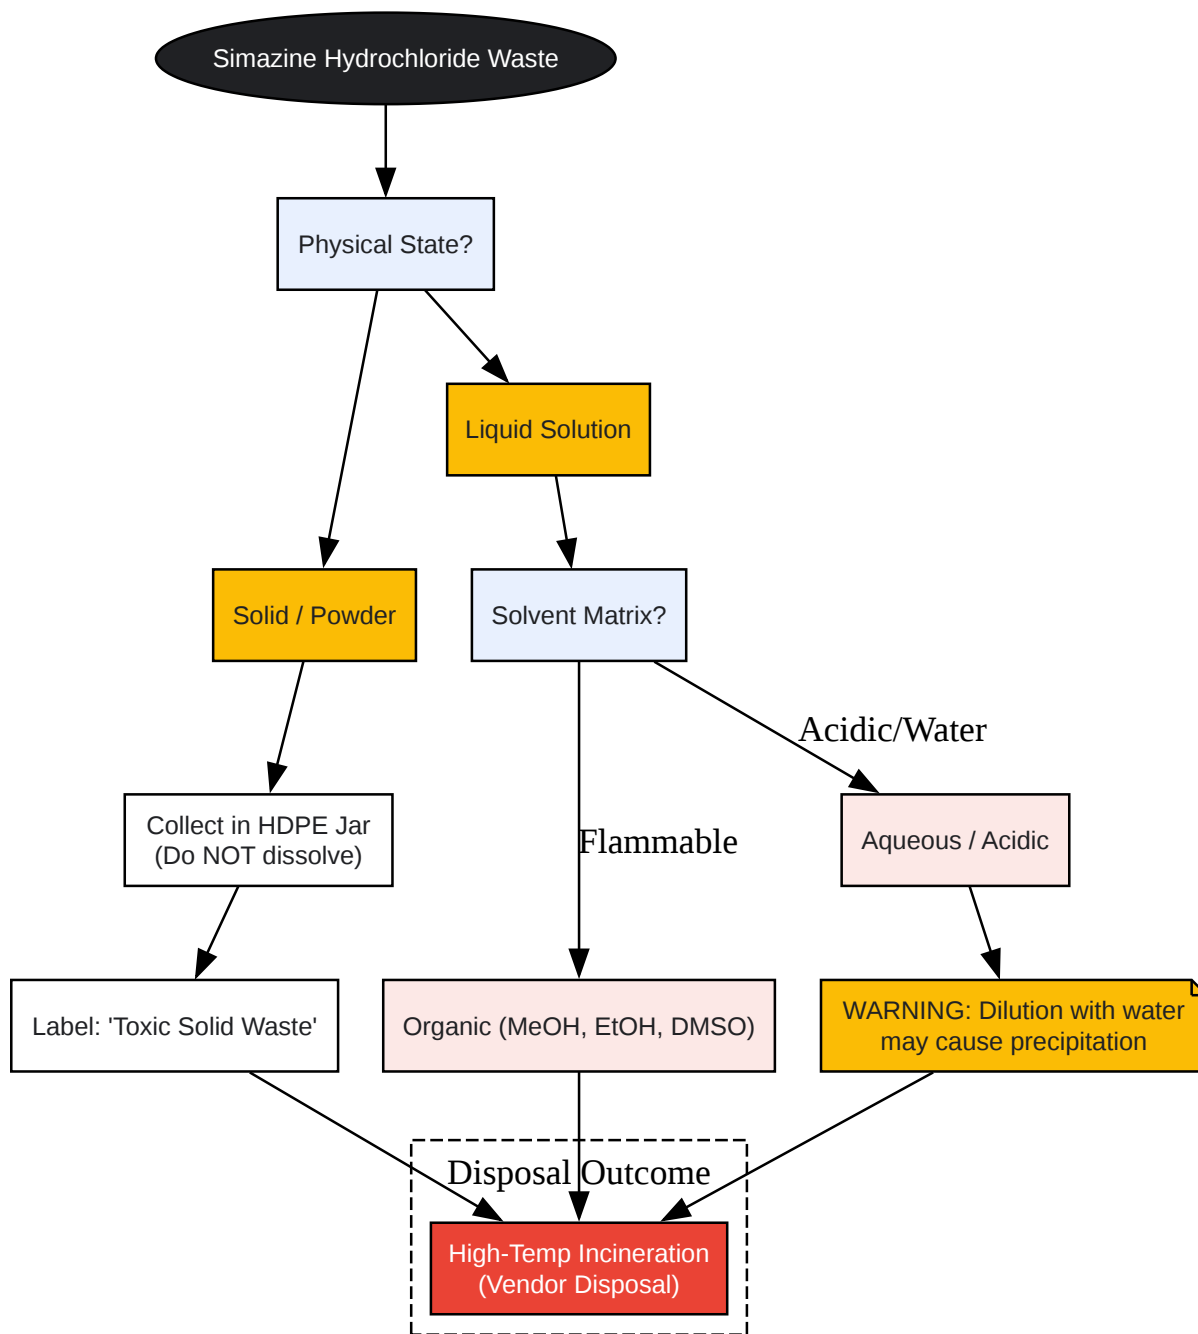 Simazine Hydrochloride Waste
Physical State?
Liquid Solution
Solid / Powder
Solvent Matrix?
Acidic/Water
Collect in HDPE Jar
(Do NOT dissolve)
Flammable
Aqueous / Acidic
Label: 'Toxic Solid Waste'
Organic (MeOH, EtOH, DMSO)
WARNING: Dilution with water
may cause precipitation
Disposal Outcome
High-Temp Incineration
(Vendor Disposal)